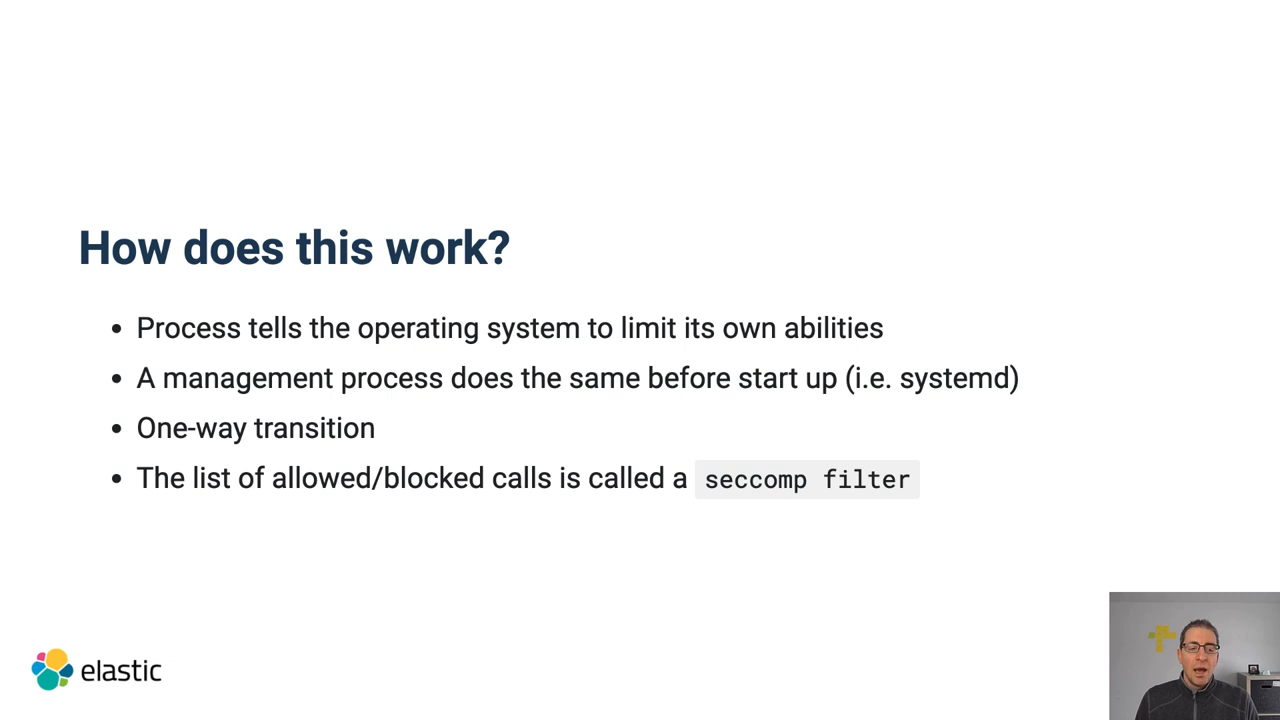 How does this work?
Process tells the operating system to limit its own abilities
A management process does the same before start up (i.e. systemd)
One-way transition
The list of allowed/blocked calls is called a seccomp filter
elastic